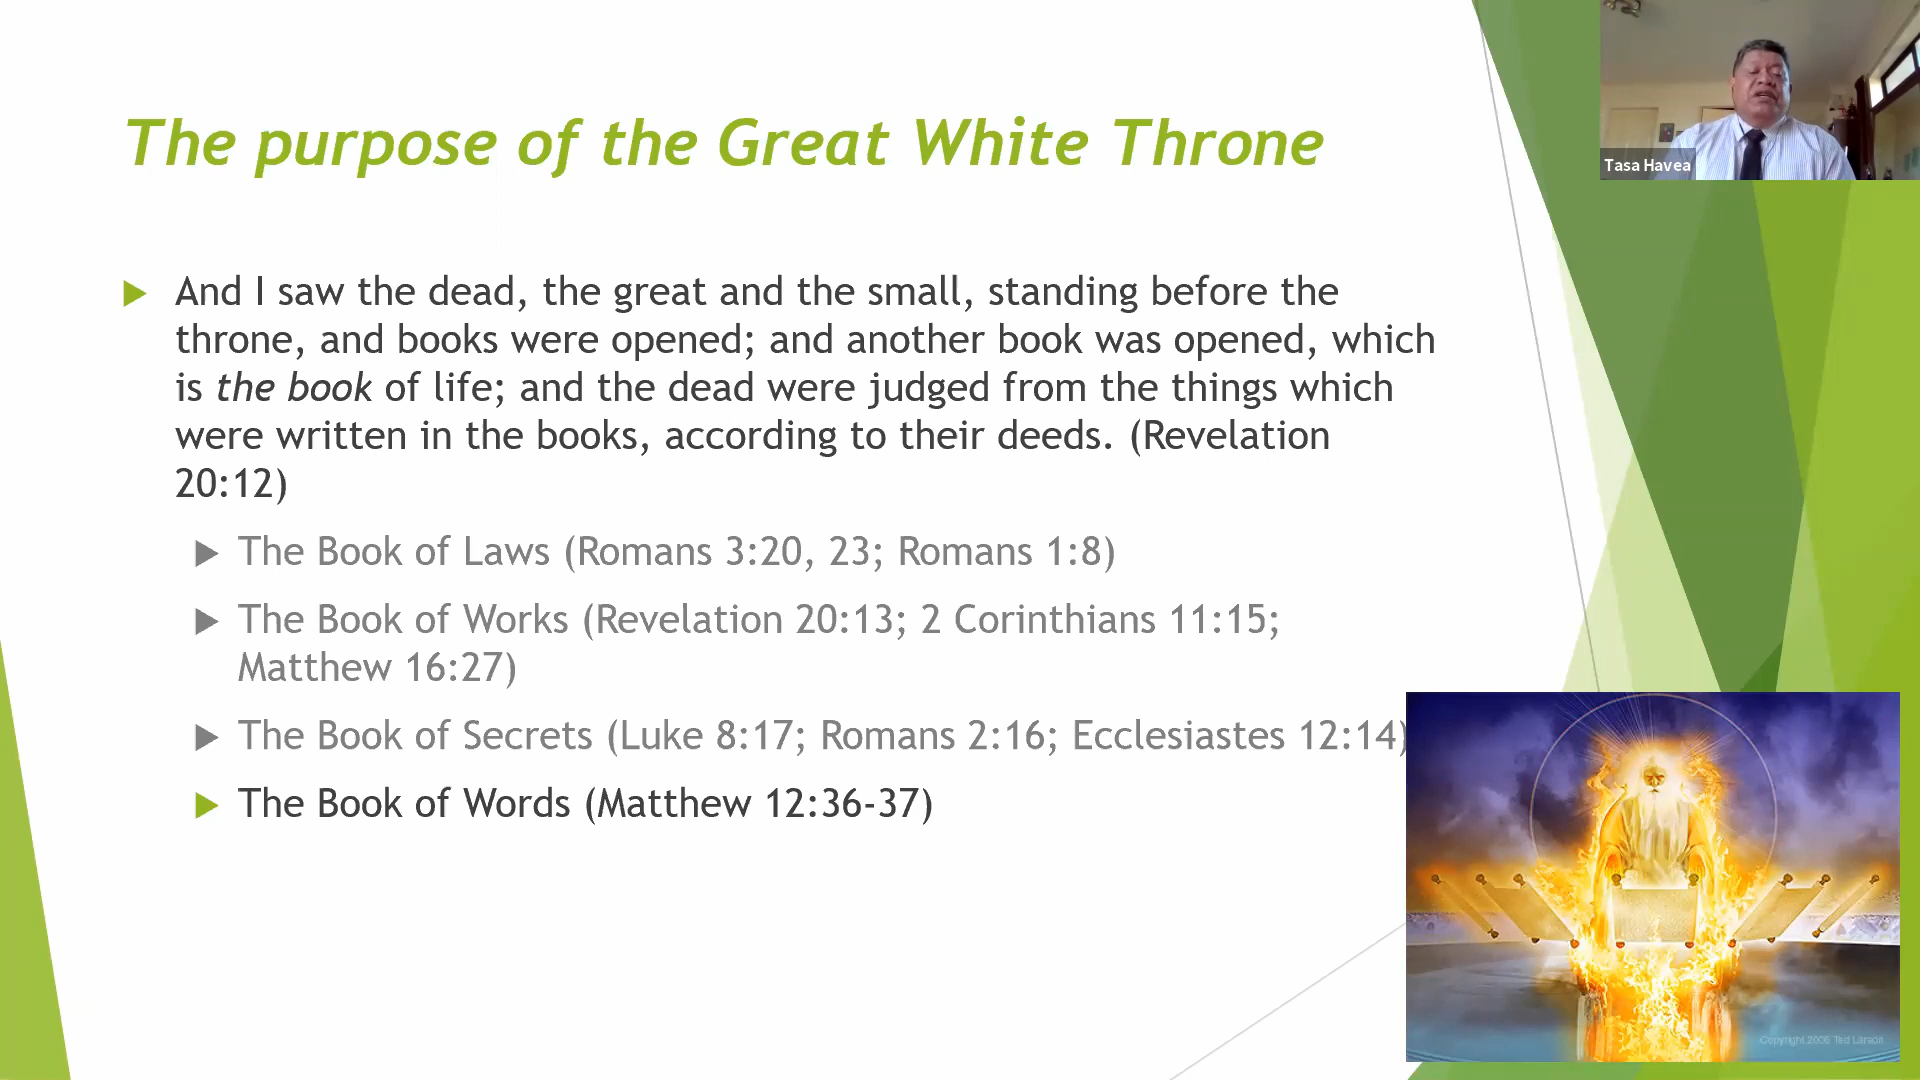 The purpose of the Great White Throne
And I saw the dead, the great and the small, standing before the
throne, and books were opened; and another book was opened, which
is the book of life; and the dead were judged from the things which
were written in the books, according to their deeds. (Revelation
20:12)
The Book of Laws (Romans 3:20, 23; Romans 1:8)
The Book of Works (Revelation 20:13; 2 Corinthians 11:15;
Matthew 16:27)
The Book of Secrets (Luke 8:17; Romans 2:16; Ecclesiastes 12:14)
The Book of Words (Matthew 12:36-37)
Tasa Havea
Copyright 2006 Ted Larson